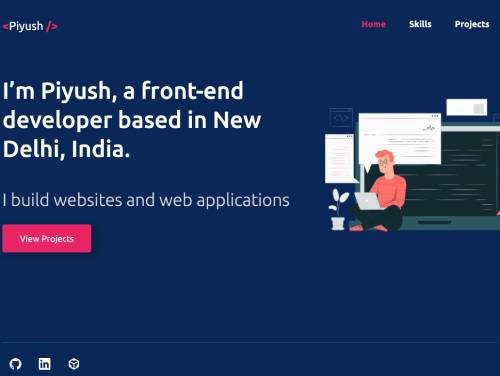 <Piyush />
Home Skills Projects
I'm Piyush, a front-end
developer based in New
Delhi, India.
I build websites and web applications
View Projects